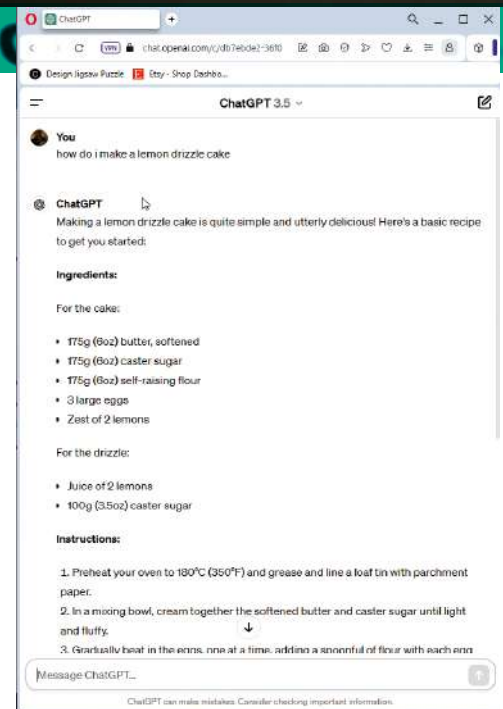 ChatGPT
VPN chat.openai.com/c/db7ebde2-36f0
Design Jigsaw Puzzle Etsy - Shop Dashbo...
ChatGPT 3.5
You
how do i make a lemon drizzle cake
ChatGPT
Making a lemon drizzle cake is quite simple and utterly delicious! Here's a basic recipe
to get you started:
Ingredients:
For the cake:
• 175g (6oz) butter, softened
• 175g (6oz) caster sugar
• 175g (6oz) self-raising flour
• 3 large eggs
• Zest of 2 lemons
For the drizzle:
• Juice of 2 lemons
• 100g (3.5oz) caster sugar
Instructions:
1. Preheat your oven to 180°C (350°F) and grease and line a loaf tin with parchment
paper.
2. In a mixing bowl, cream together the softened butter and caster sugar until light
and fluffy.
3. Gradually beat in the eggs, one at a time, adding a spoonful of flour with each egg
Message ChatGPT...
ChatGPT can make mistakes. Consider checking important information.